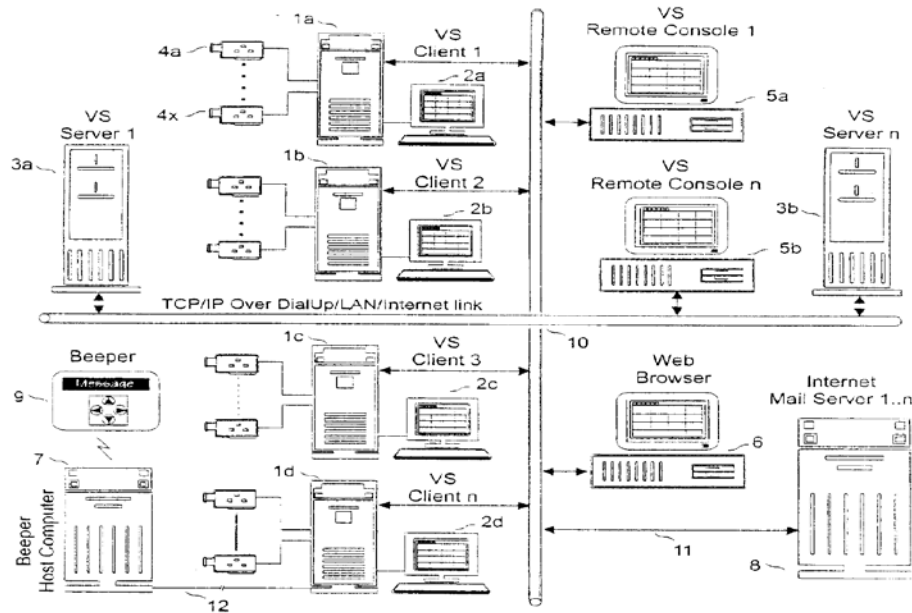 1a
VS
Client 1
4a
2a
4x
VS
Remote Console 1
5a
VS
Server 1
3a
1b
VS
Client 2
2b
VS
Remote Console n
5b
VS
Server n
3b
TCP/IP Over DialUp/LAN/Internet link
10
Beeper
Message
9
1c
VS
Client 3
2c
Web
Browser
6
Internet
Mail Server 1..n
7
Beeper
Host Computer
1d
VS
Client n
2d
11
8
12